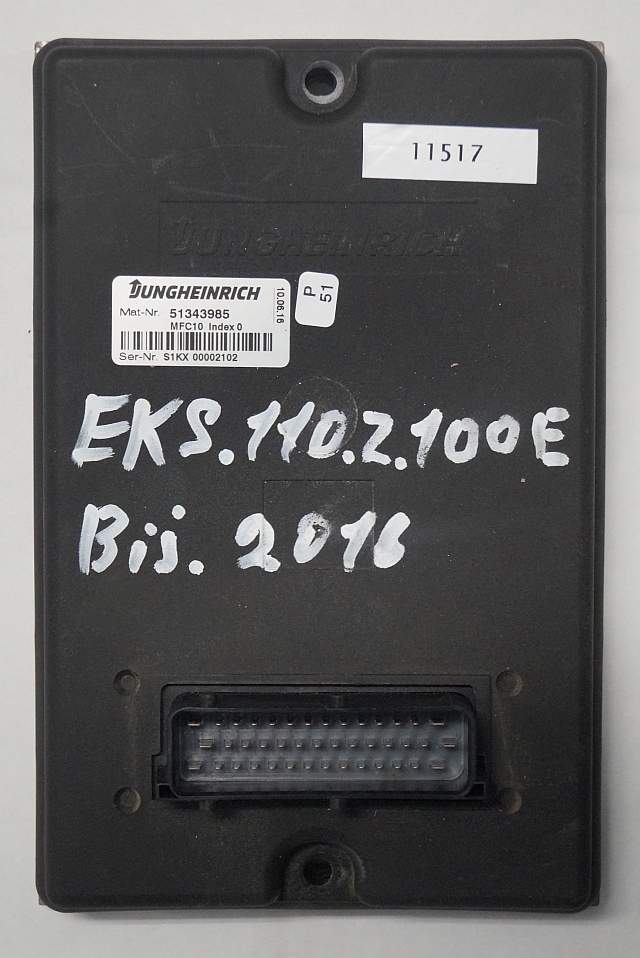 11517
JUNGHEINRICH
JUNGHEINRICH
10.06.16
P
51
Mat-Nr. 51343985
MFC10 Index 0
Ser-Nr. S1KX 00002102
EKS.110.Z.100E
Bij. 2016